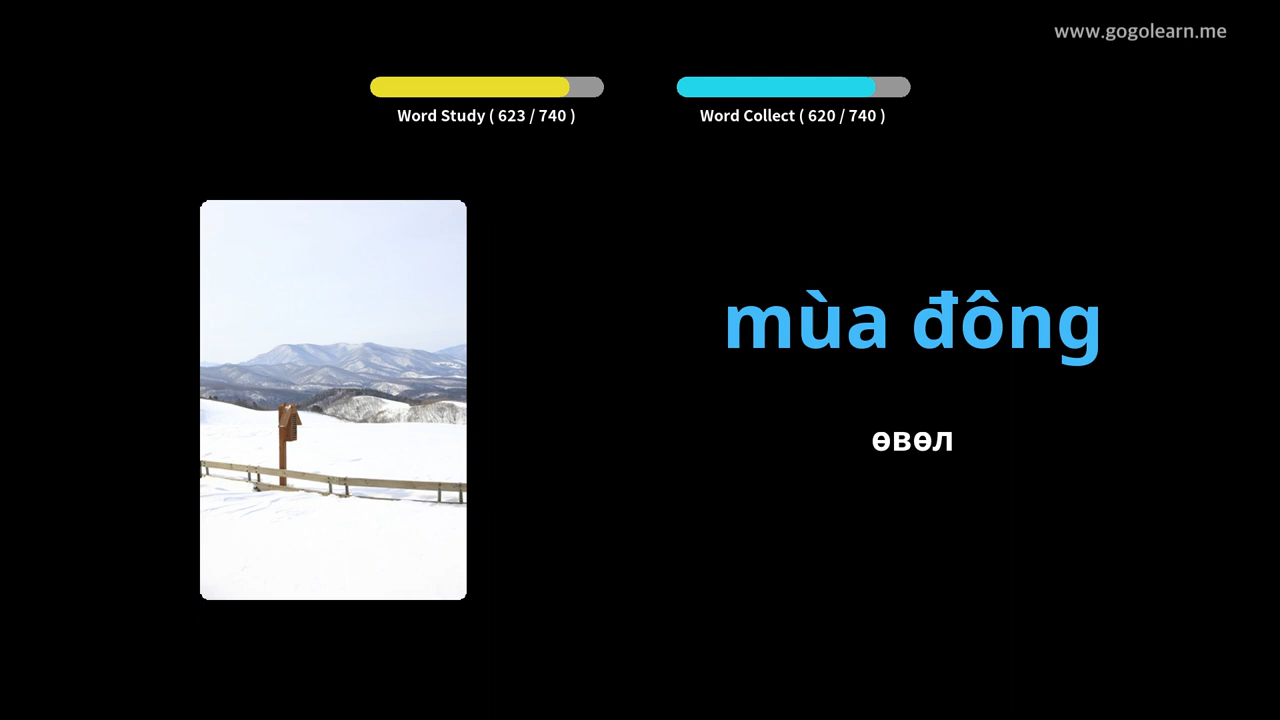 www.gogolearn.me
Word Study ( 623 / 740 )
Word Collect ( 620 / 740 )
mùa đông
өвөл